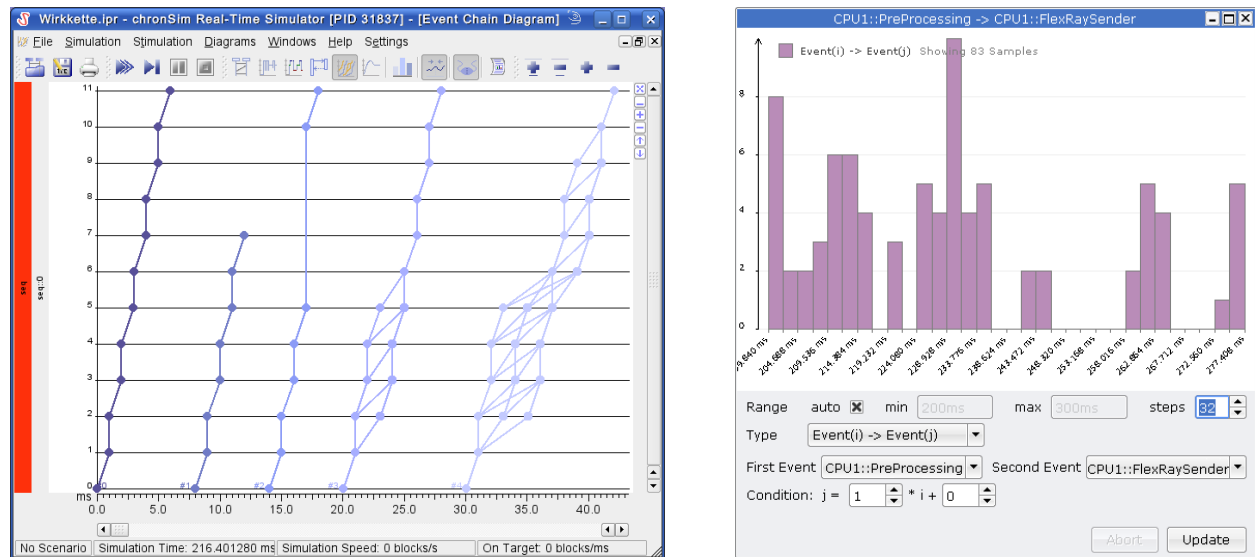 Wirkkette.ipr - chronSim Real-Time Simulator [PID 31837] - [Event Chain Diagram]
File Simulation Stimulation Diagrams Windows Help Settings
11
10
9
8
7
6
5
4
3
2
1
0
seq
seq::0
#0 #1 #2 #3 #4
ms
0.0 5.0 10.0 15.0 20.0 25.0 30.0 35.0 40.0
No Scenario Simulation Time: 216.401280 ms Simulation Speed: 0 blocks/s On Target: 0 blocks/ms
CPU1::PreProcessing -> CPU1::FlexRaySender
Event(i) -> Event(j) Showing 83 Samples
8
6
4
2
0
9.840 ms 204.688 ms 209.536 ms 214.384 ms 219.232 ms 224.080 ms 228.928 ms 233.776 ms 238.624 ms 243.472 ms 248.320 ms 253.168 ms 258.016 ms 262.864 ms 267.712 ms 272.560 ms 277.408 ms
Range auto min 200ms max 300ms steps 32
Type Event(i) -> Event(j)
First Event CPU1::PreProcessing Second Event CPU1::FlexRaySender
Condition: j = 1 * i + 0
Abort Update